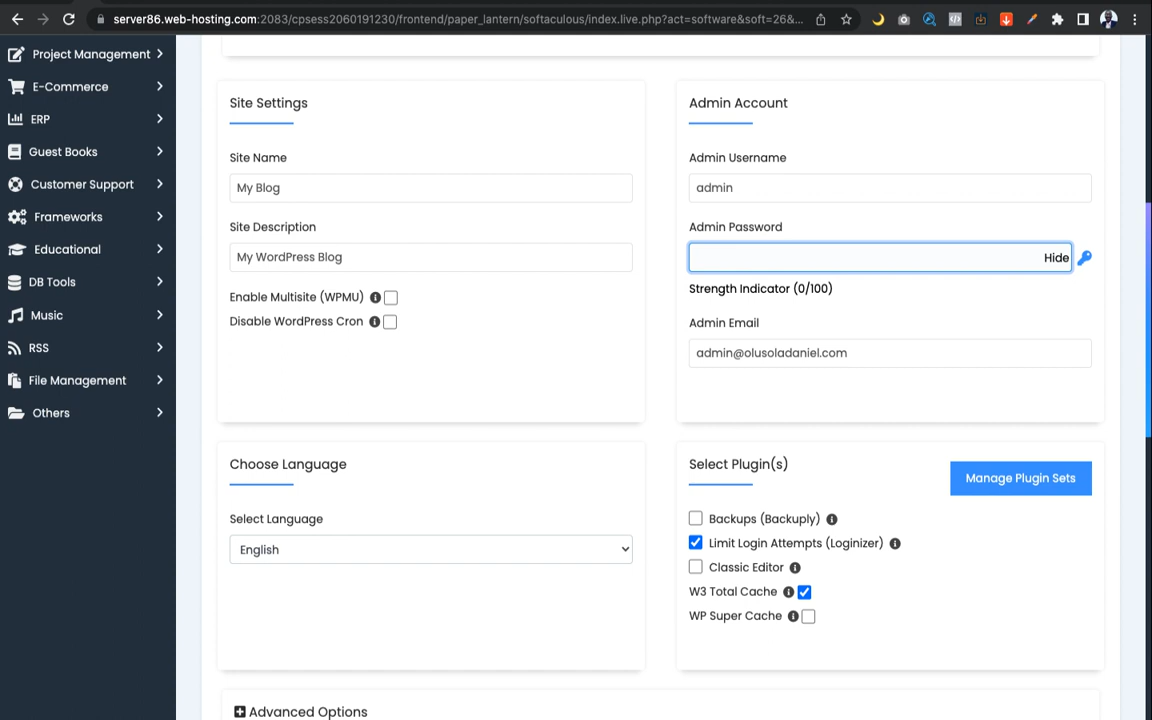 server86.web-hosting.com:2083/cpsess2060191230/frontend/paper_lantern/softaculous/index.live.php?act=software&soft=26&...
Project Management
E-Commerce
ERP
Guest Books
Customer Support
Frameworks
Educational
DB Tools
Music
RSS
File Management
Others
Site Settings
Site Name
My Blog
Site Description
My WordPress Blog
Enable Multisite (WPMU)
Disable WordPress Cron
Admin Account
Admin Username
admin
Admin Password
Hide
Strength Indicator (0/100)
Admin Email
admin@olusoladaniel.com
Choose Language
Select Language
English
Select Plugin(s)
Manage Plugin Sets
Backups (Backuply)
Limit Login Attempts (Loginizer)
Classic Editor
W3 Total Cache
WP Super Cache
Advanced Options